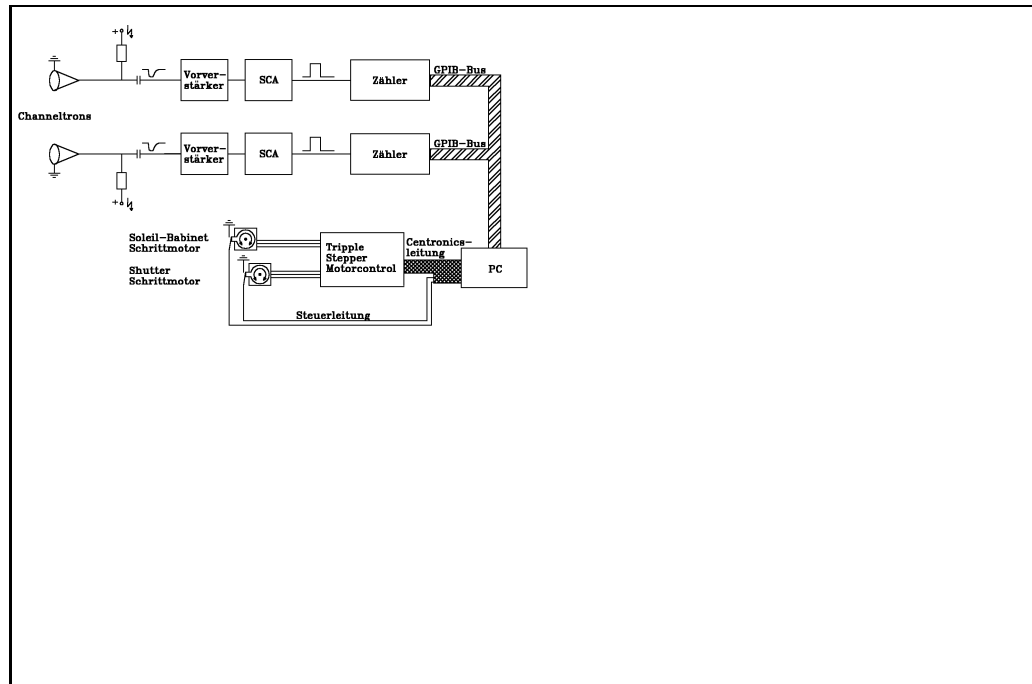 +
GPIB-Bus
Vorver-
stärker
SCA
Zähler
Channeltrons
GPIB-Bus
Vorver-
stärker
SCA
Zähler
+
Soleil-Babinet
Schrittmotor
Tripple
Stepper
Motorcontrol
Centronics-
leitung
PC
Shutter
Schrittmotor
Steuerleitung